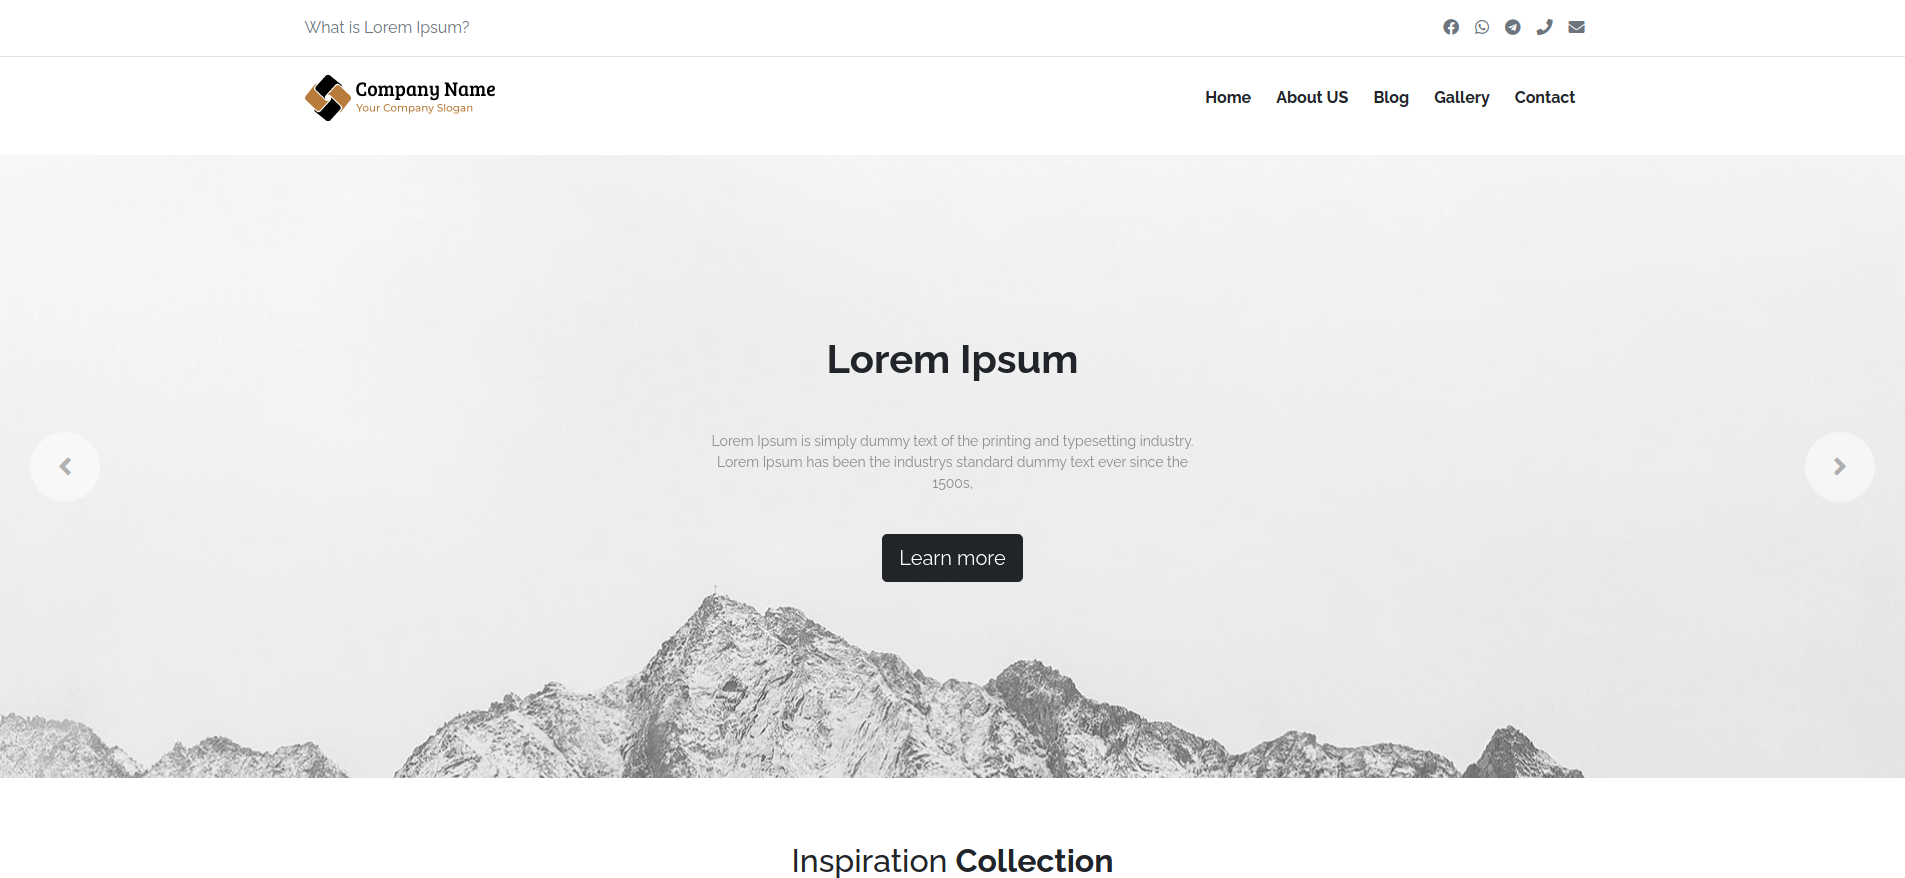 What is Lorem Ipsum?
Company Name
Your Company Slogan
Home About US Blog Gallery Contact
Lorem Ipsum
Lorem Ipsum is simply dummy text of the printing and typesetting industry.
Lorem Ipsum has been the industrys standard dummy text ever since the
1500s,
Learn more
Inspiration Collection